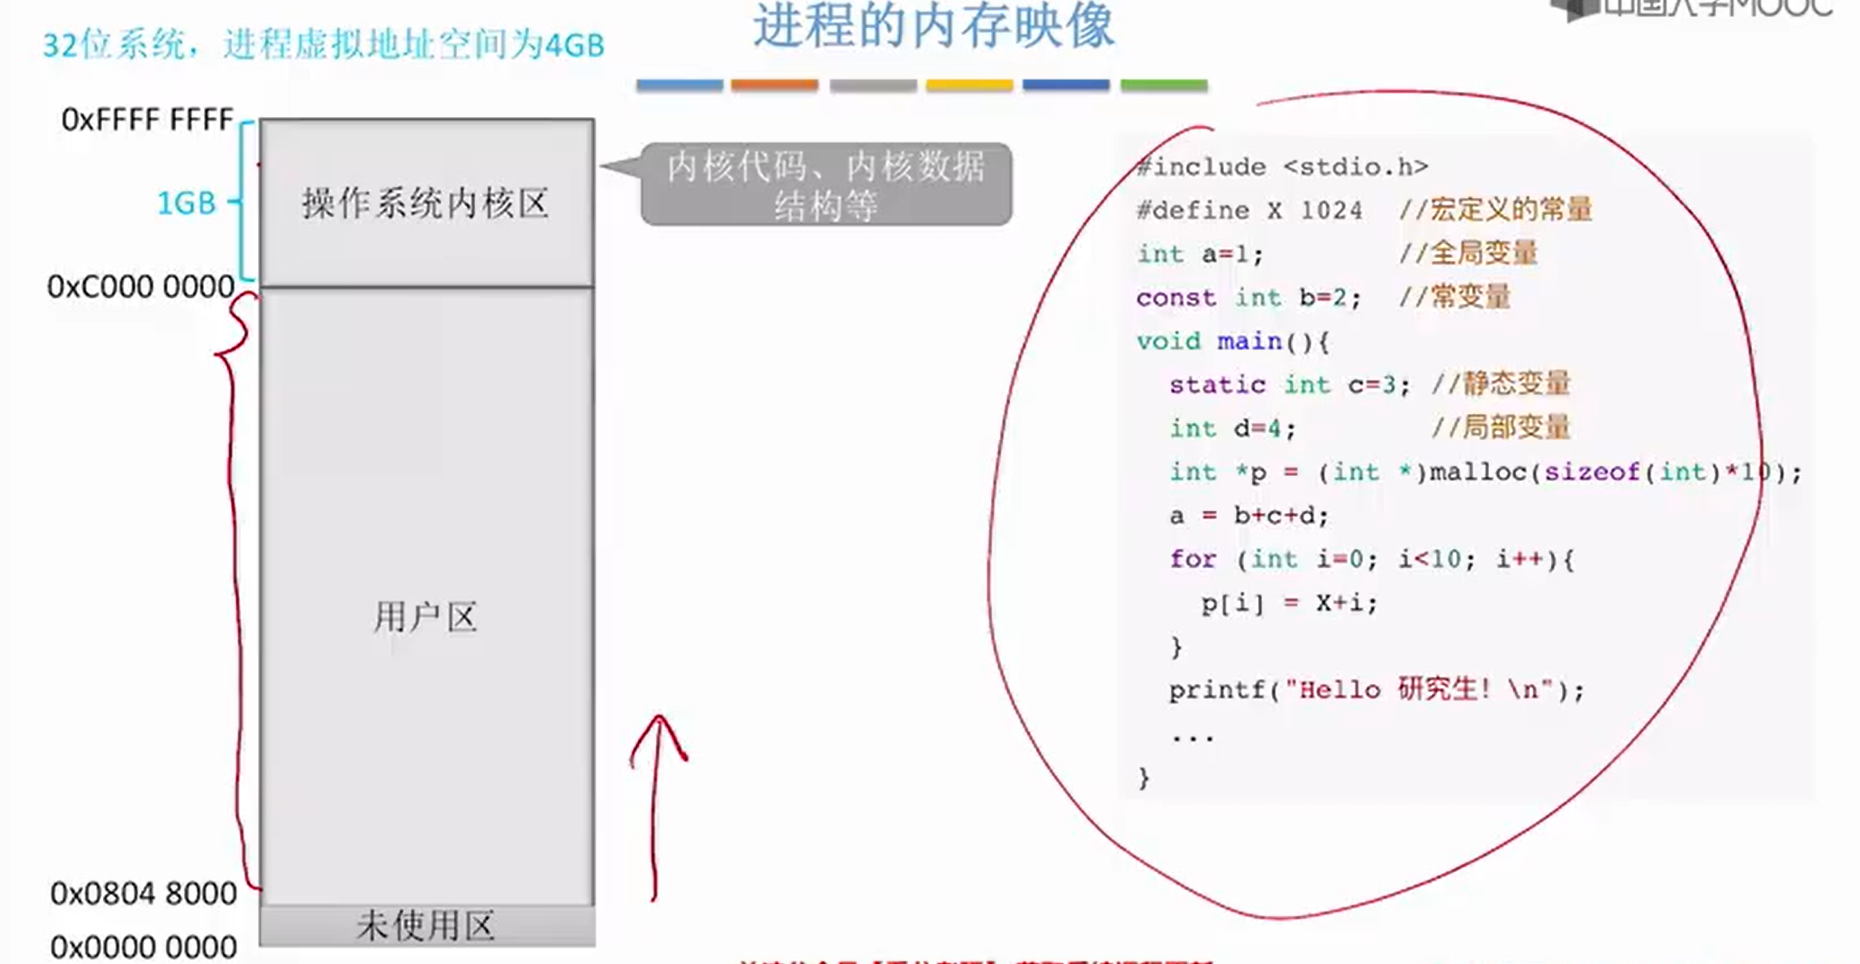 进程的内存映像
中国大学MOOC
32位系统，进程虚拟地址空间为4GB
0xFFFF FFFF
1GB
操作系统内核区
内核代码、内核数据
结构等
0xC000 0000
用户区
0x0804 8000
未使用区
0x0000 0000
#include <stdio.h>
#define X 1024 //宏定义的常量
int a=1; //全局变量
const int b=2; //常变量
void main(){
static int c=3; //静态变量
int d=4; //局部变量
int *p = (int *)malloc(sizeof(int)*10);
a = b+c+d;
for (int i=0; i<10; i++){
p[i] = X+i;
}
printf("Hello 研究生！\n");
...
}